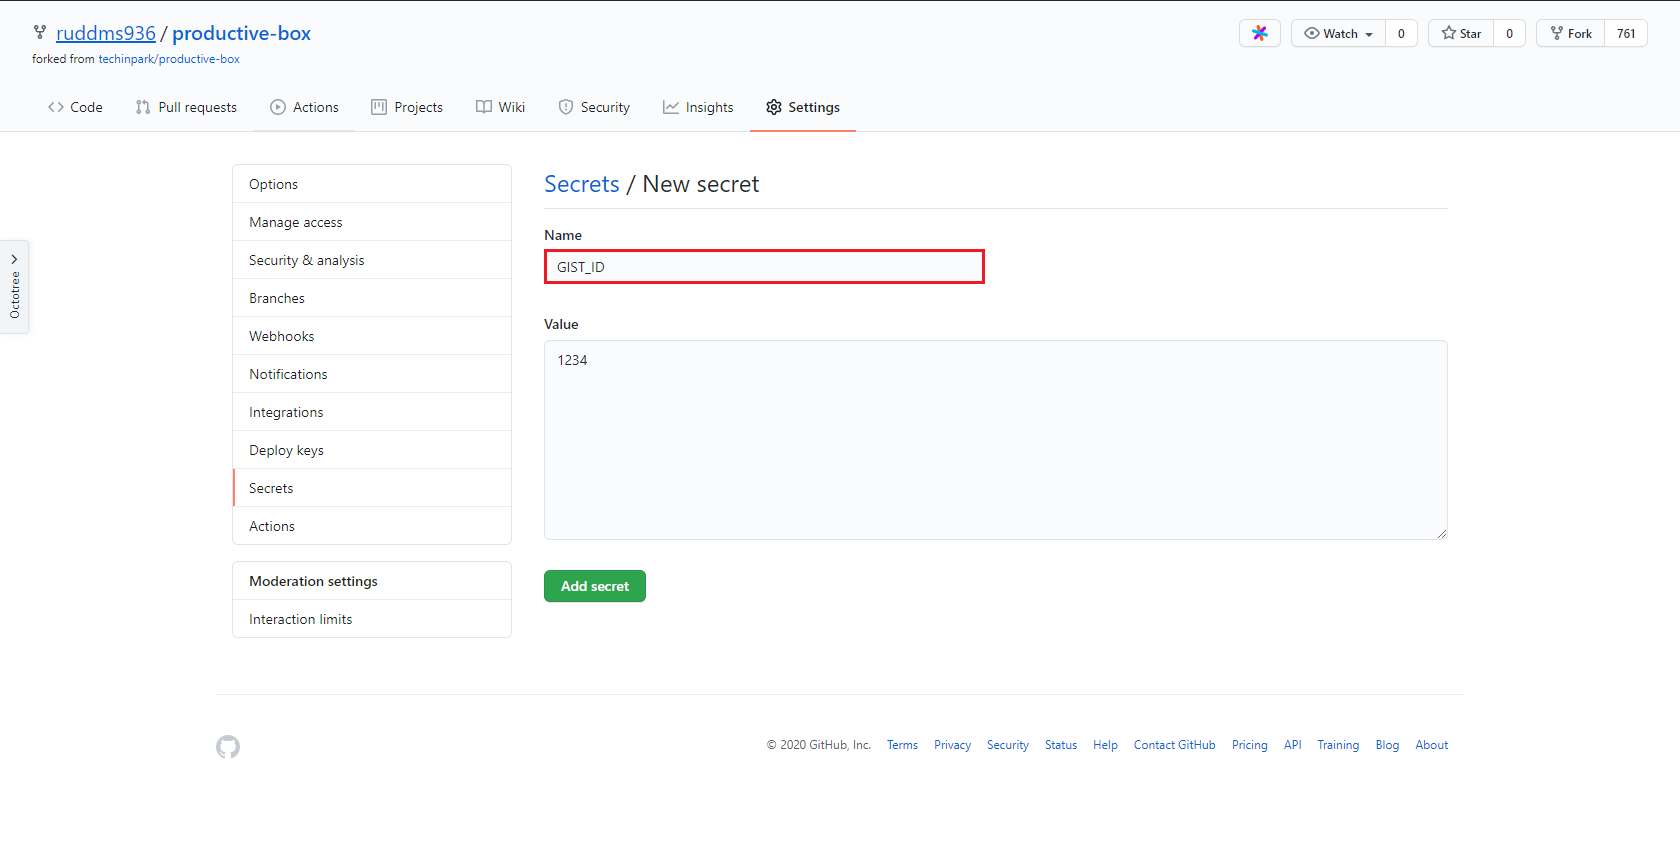 ruddms936 / productive-box
forked from techinpark/productive-box
Watch 0
Star 0
Fork 761
Code Pull requests Actions Projects Wiki Security Insights Settings
Octotree
Options
Manage access
Security & analysis
Branches
Webhooks
Notifications
Integrations
Deploy keys
Secrets
Actions
Moderation settings
Interaction limits
Secrets / New secret
Name
GIST_ID
Value
1234
Add secret
© 2020 GitHub, Inc. Terms Privacy Security Status Help Contact GitHub Pricing API Training Blog About